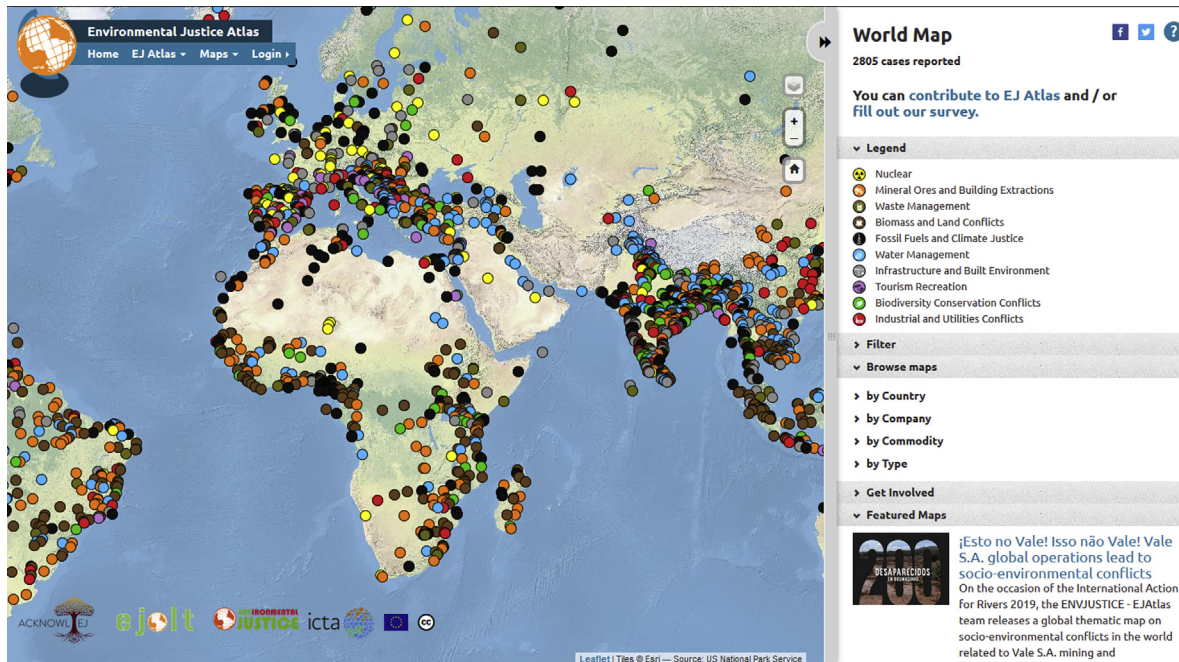 Environmental Justice Atlas
Home EJ Atlas Maps Login
World Map
2805 cases reported
You can contribute to EJ Atlas and / or
fill out our survey.
Legend
Nuclear
Mineral Ores and Building Extractions
Waste Management
Biomass and Land Conflicts
Fossil Fuels and Climate Justice
Water Management
Infrastructure and Built Environment
Tourism Recreation
Biodiversity Conservation Conflicts
Industrial and Utilities Conflicts
Filter
Browse maps
by Country
by Company
by Commodity
by Type
Get Involved
Featured Maps
200
DESAPARECIDOS
EM BRUMADINHO
¡Esto no Vale! Isso não Vale! Vale
S.A. global operations lead to
socio-environmental conflicts
On the occasion of the International Action
for Rivers 2019, the ENVJUSTICE - EJAtlas
team releases a global thematic map on
socio-environmental conflicts in the world
related to Vale S.A. mining and
ACKNOWL EJ
ejolt
ENVIRONMENTAL
JUSTICE
icta
cc
Leaflet | Tiles © Esri — Source: US National Park Service